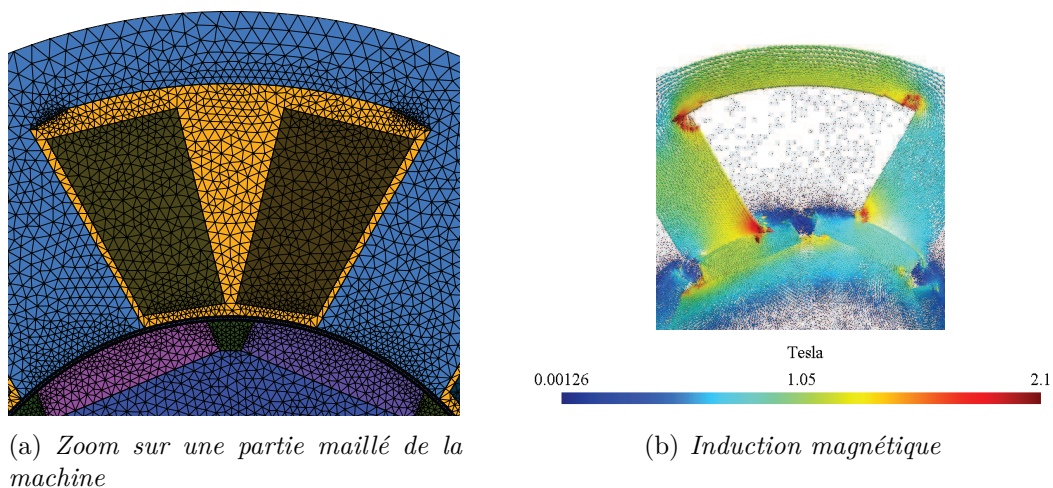 Tesla
0.00126 1.05 2.1
(a) Zoom sur une partie maillé de la
machine
(b) Induction magnétique